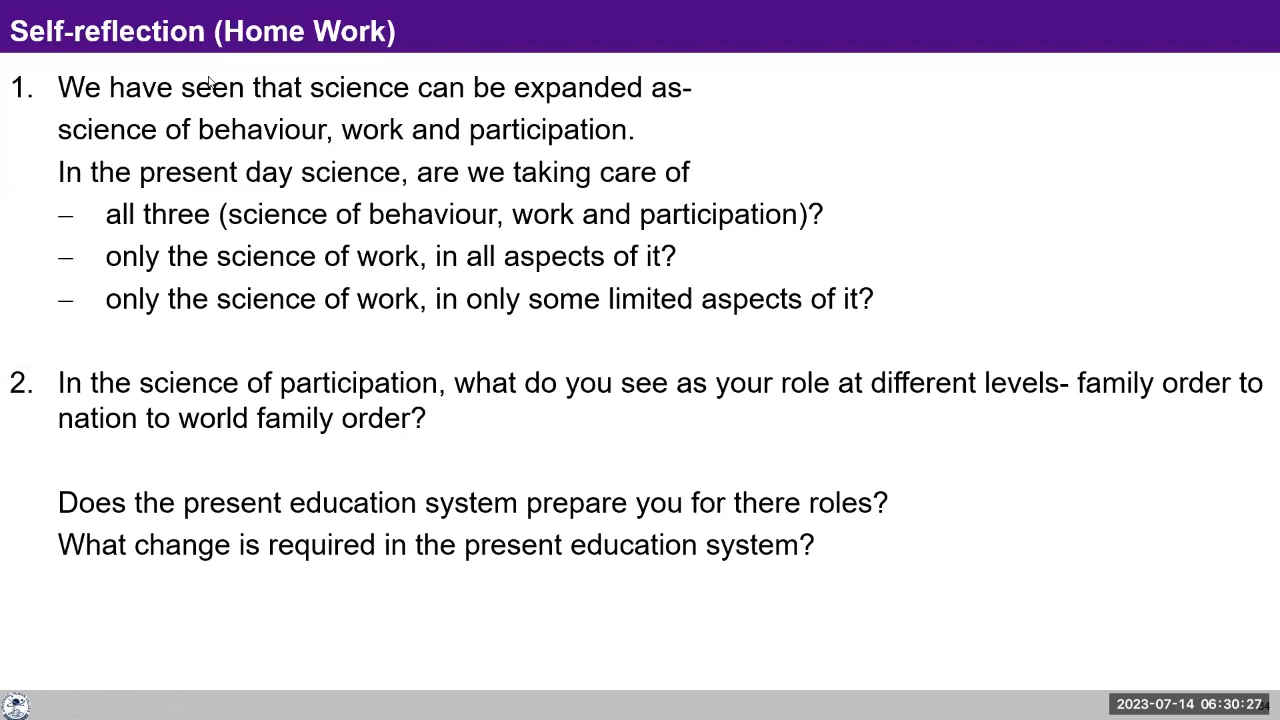 Self-reflection (Home Work)
1. We have seen that science can be expanded as-
science of behaviour, work and participation.
In the present day science, are we taking care of
– all three (science of behaviour, work and participation)?
– only the science of work, in all aspects of it?
– only the science of work, in only some limited aspects of it?
2. In the science of participation, what do you see as your role at different levels- family order to
nation to world family order?
Does the present education system prepare you for there roles?
What change is required in the present education system?
2023-07-14 06:30:27